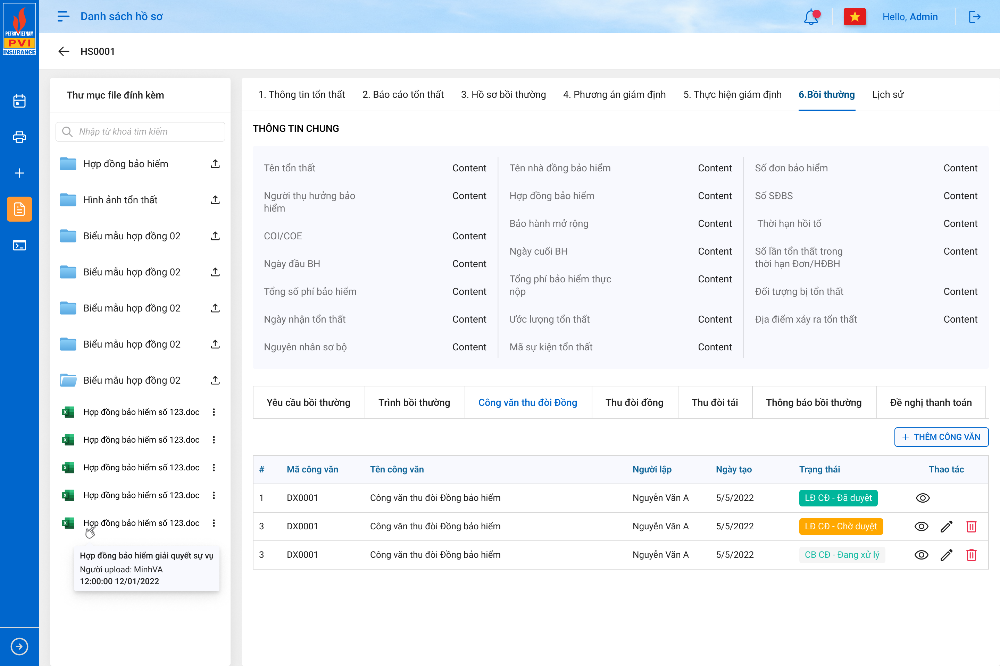 PETROVIETNAM
PVI
INSURANCE
Danh sách hồ sơ
Hello, Admin
HS0001
Thư mục file đính kèm
Nhập từ khoá tìm kiếm
Hợp đồng bảo hiểm
Hình ảnh tổn thất
Biểu mẫu hợp đồng 02
Biểu mẫu hợp đồng 02
Biểu mẫu hợp đồng 02
Biểu mẫu hợp đồng 02
Biểu mẫu hợp đồng 02
Hợp đồng bảo hiểm số 123.doc
Hợp đồng bảo hiểm số 123.doc
Hợp đồng bảo hiểm số 123.doc
Hợp đồng bảo hiểm số 123.doc
Hợp đồng bảo hiểm số 123.doc
Hợp đồng bảo hiểm giải quyết sự vụ
Người upload: MinhVA
12:00:00 12/01/2022
1. Thông tin tổn thất 2. Báo cáo tổn thất 3. Hồ sơ bồi thường 4. Phương án giám định 5. Thực hiện giám định 6.Bồi thường Lịch sử
THÔNG TIN CHUNG
Tên tổn thất Content
Người thụ hưởng bảo Content
hiểm
COI/COE Content
Ngày đầu BH Content
Tổng số phí bảo hiểm Content
Ngày nhận tổn thất Content
Nguyên nhân sơ bộ Content
Tên nhà đồng bảo hiểm Content
Hợp đồng bảo hiểm Content
Bảo hành mở rộng Content
Ngày cuối BH Content
Tổng phí bảo hiểm thực Content
nộp
Ước lượng tổn thất Content
Mã sự kiện tổn thất Content
Số đơn bảo hiểm Content
Số SĐBS Content
Thời hạn hồi tố Content
Số lần tổn thất trong Content
thời hạn Đơn/HĐBH
Đối tượng bị tổn thất Content
Địa điểm xảy ra tổn thất Content
Yêu cầu bồi thường Trình bồi thường Công văn thu đòi Đồng Thu đòi đồng Thu đòi tái Thông báo bồi thường Đề nghị thanh toán
+ THÊM CÔNG VĂN
# Mã công văn Tên công văn Người lập Ngày tạo Trạng thái Thao tác
1 DX0001 Công văn thu đòi Đồng bảo hiểm Nguyễn Văn A 5/5/2022 LĐ CĐ - Đã duyệt
3 DX0001 Công văn thu đòi Đồng bảo hiểm Nguyễn Văn A 5/5/2022 LĐ CĐ - Chờ duyệt
3 DX0001 Công văn thu đòi Đồng bảo hiểm Nguyễn Văn A 5/5/2022 CB CĐ - Đang xử lý